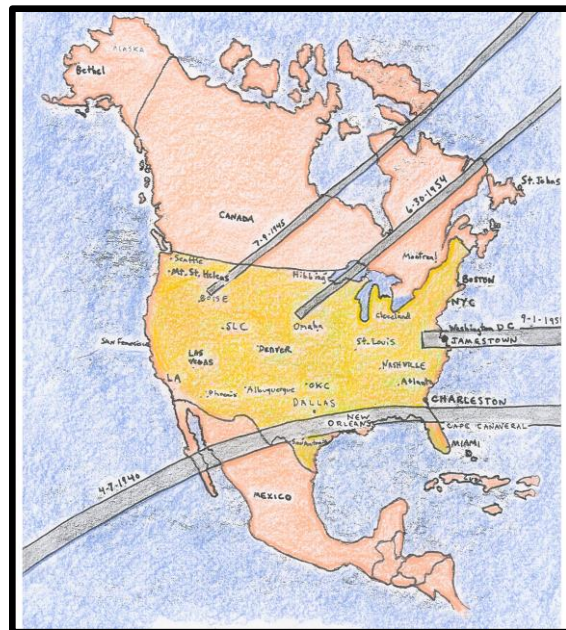 ALASKA
Bethel
St. Johns
CANADA
7-9-1945
6-30-1954
Montreal
Seattle
Mt. St. Helens
Hibbing
BOISE
BOSTON
NYC
Omaha
Cleveland
9-1-1951
Washington D C
JAMESTOWN
San Francisco
SLC
DENVER
St. Louis
LAS
VEGAS
NASHVILLE
LA
Phoenix
Albuquerque
OKC
Atlanta
DALLAS
CHARLESTON
NEW
ORLEANS
CAPE CANAVERAL
San Antonio
MIAMI
4-7-1940
MEXICO